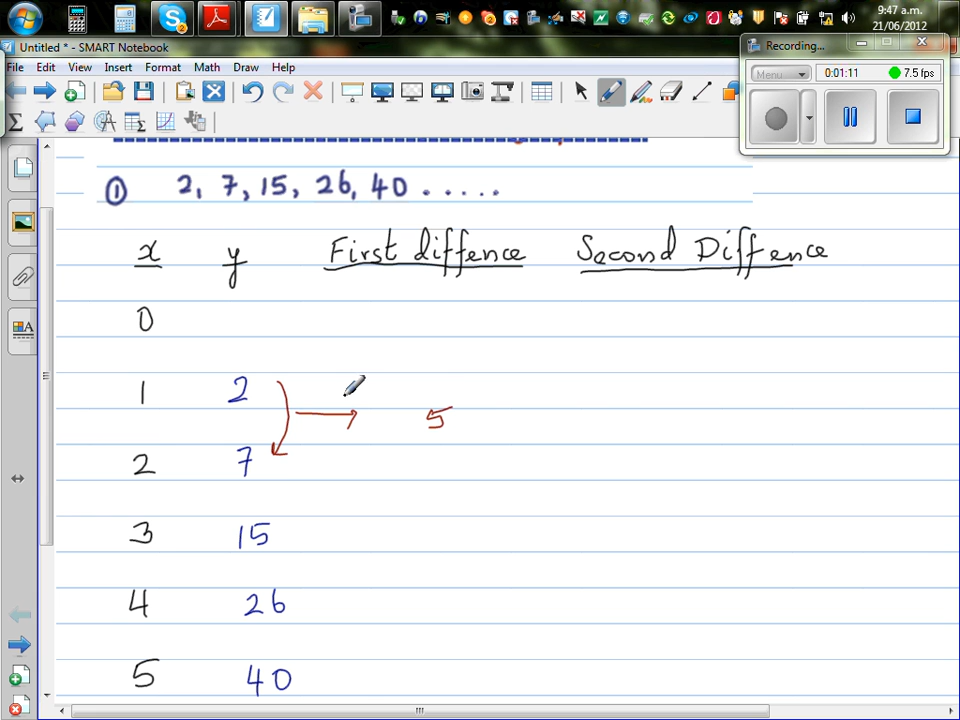 9:47 a.m.
21/06/2012
Untitled * - SMART Notebook
File Edit View Insert Format Math Draw Help
Recording...
Menu 0:01:11 7.5 fps
① 2, 7, 15, 26, 40 . . . . .
x y First diffence Second Diffence
0
1 2
5
2 7
3 15
4 26
5 40